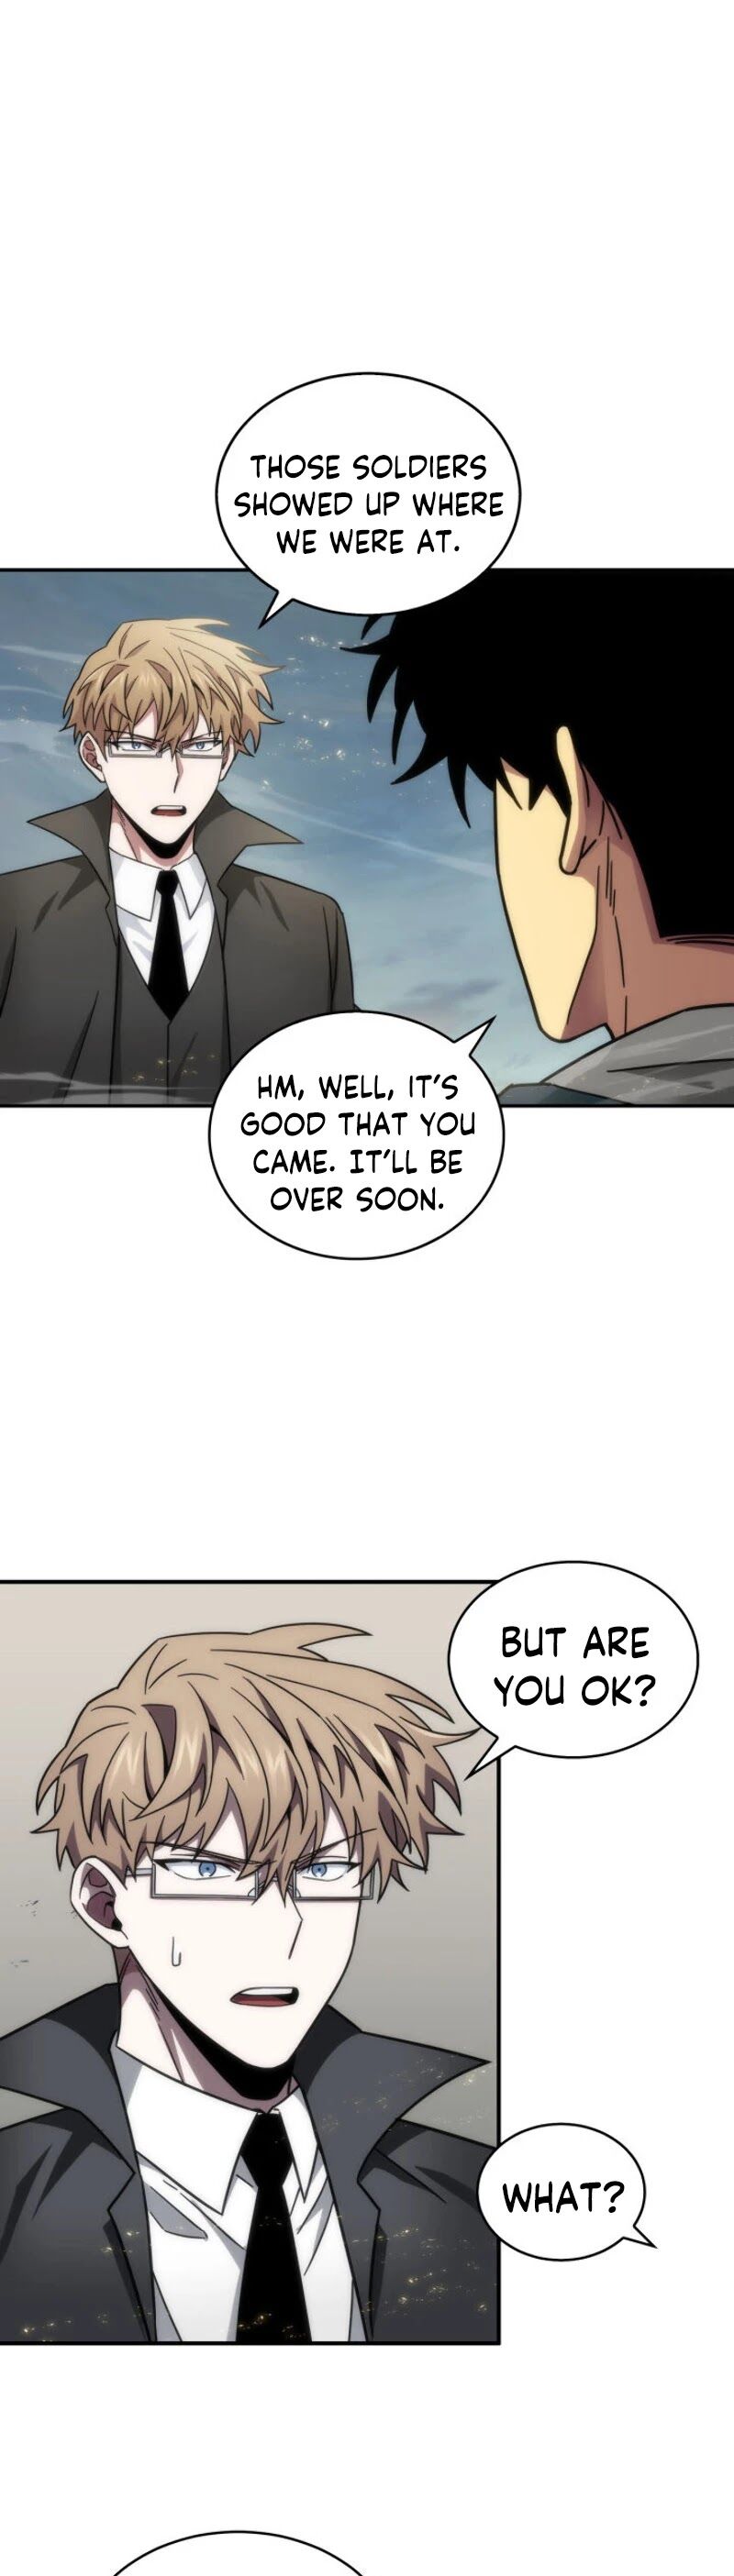 THOSE SOLDIERS
SHOWED UP WHERE
WE WERE AT.
HM, WELL, IT'S
GOOD THAT YOU
CAME. IT'LL BE
OVER SOON.
BUT ARE
YOU OK?
WHAT?